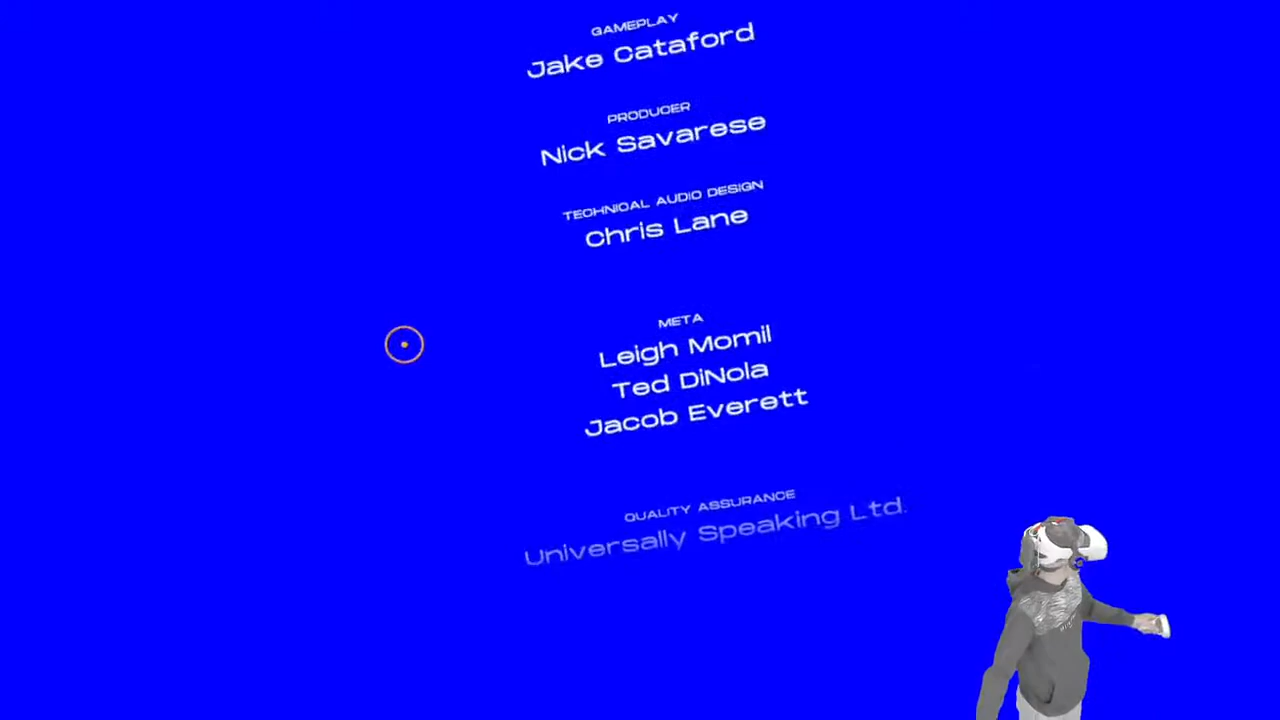 GAMEPLAY
Jake Cataford
PRODUCER
Nick Savarese
TECHNICAL AUDIO DESIGN
Chris Lane
META
Leigh Momil
Ted DiNola
Jacob Everett
QUALITY ASSURANCE
Universally Speaking Ltd.